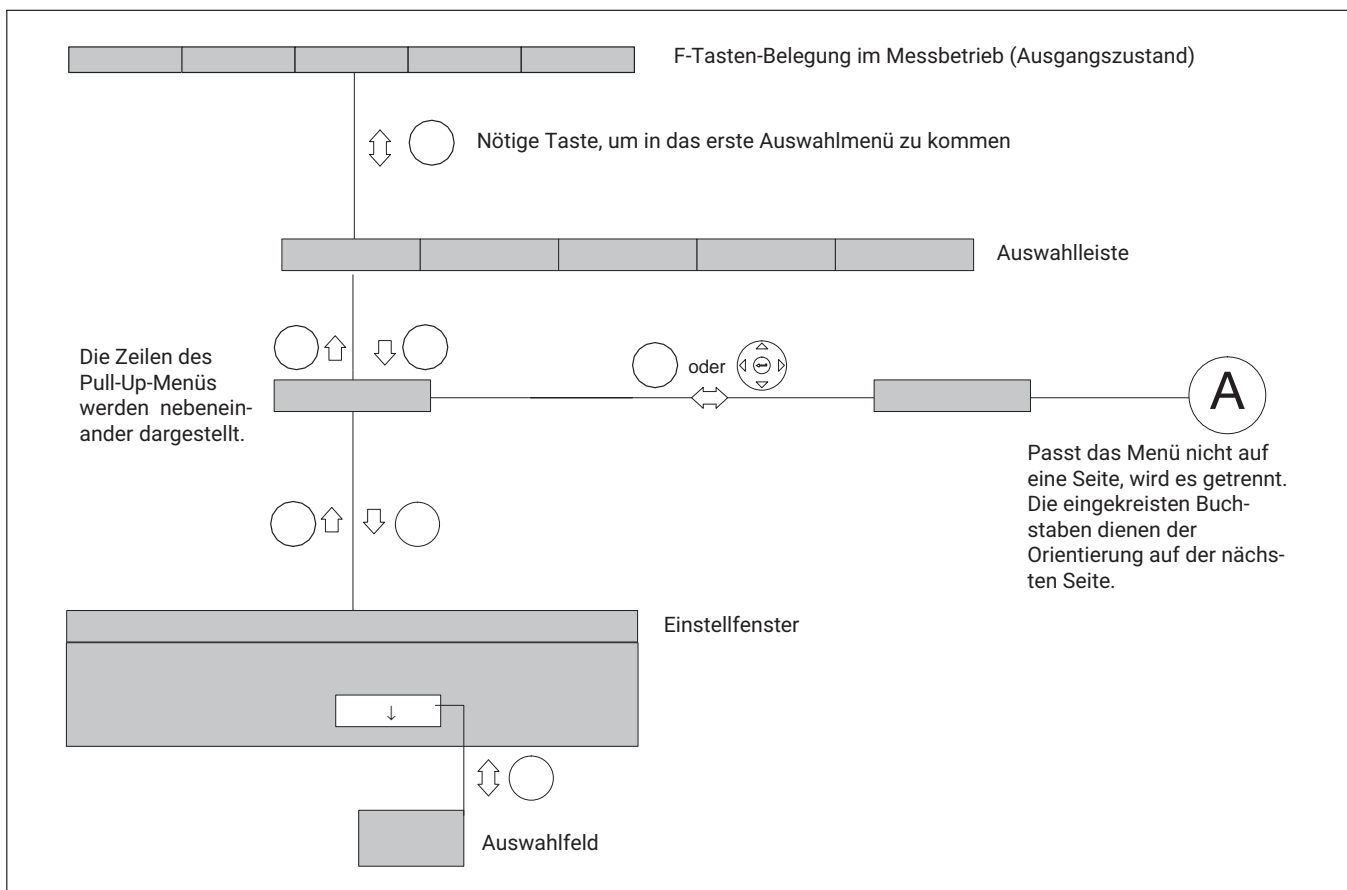 F-Tasten-Belegung im Messbetrieb (Ausgangszustand)
Nötige Taste, um in das erste Auswahlmenü zu kommen
Auswahlleiste
Die Zeilen des
Pull-Up-Menüs
werden nebenein-
ander dargestellt.
oder
A
Passt das Menü nicht auf
eine Seite, wird es getrennt.
Die eingekreisten Buch-
staben dienen der
Orientierung auf der nächs-
ten Seite.
Einstellfenster
↓
Auswahlfeld